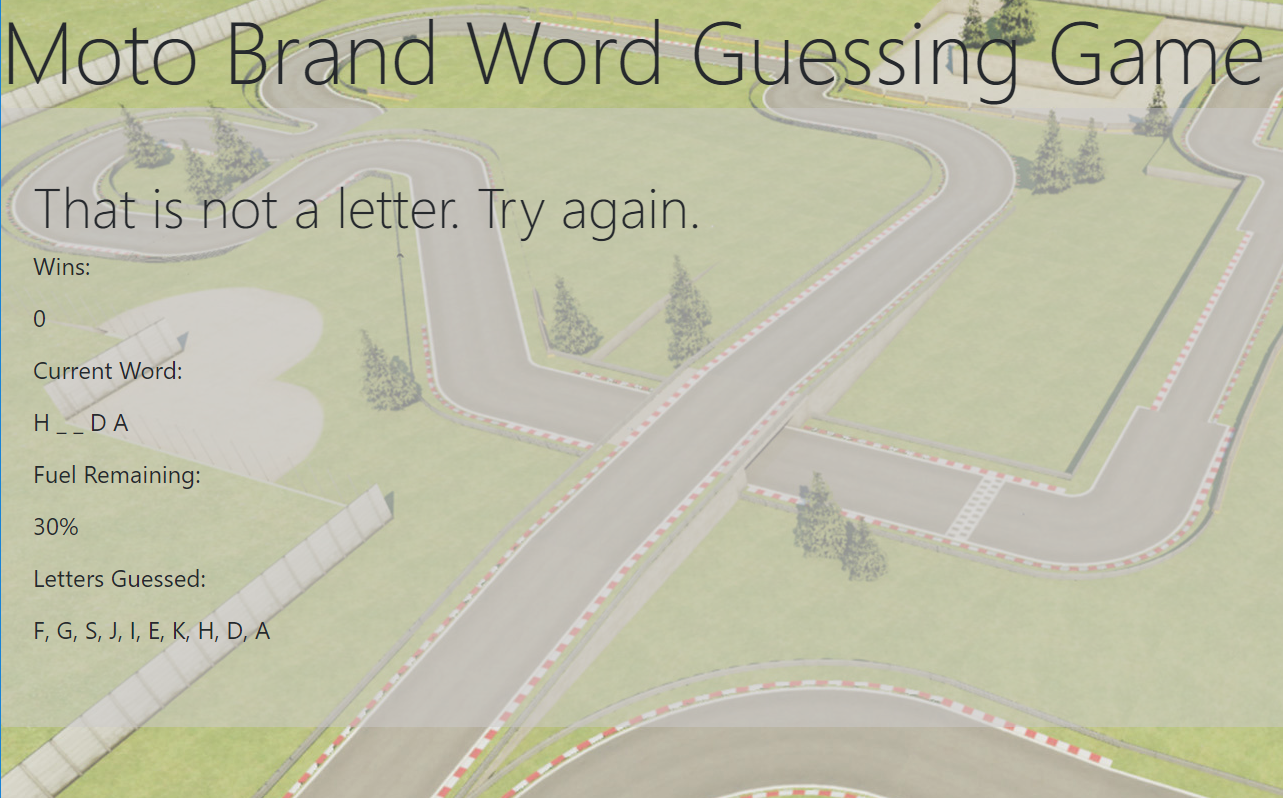 Moto Brand Word Guessing Game
That is not a letter. Try again.
Wins:
0
Current Word:
H _ _ D A
Fuel Remaining:
30%
Letters Guessed:
F, G, S, J, I, E, K, H, D, A